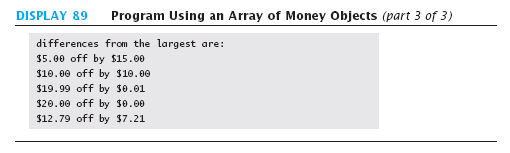 DISPLAY 89 Program Using an Array of Money Objects (part 3 of 3)
differences from the largest are:
$5.00 off by $15.00
$10.00 off by $10.00
$19.99 off by $0.01
$20.00 off by $0.00
$12.79 off by $7.21